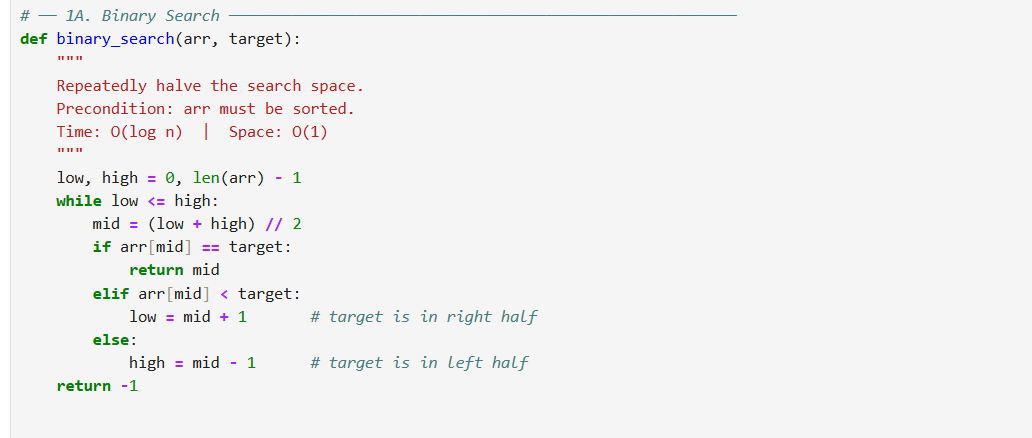 # ── 1A. Binary Search ────────────────────────────────────────────────────────
def binary_search(arr, target):
    """
    Repeatedly halve the search space.
    Precondition: arr must be sorted.
    Time: O(log n)  |  Space: O(1)
    """
    low, high = 0, len(arr) - 1
    while low <= high:
        mid = (low + high) // 2
        if arr[mid] == target:
            return mid
        elif arr[mid] < target:
            low = mid + 1       # target is in right half
        else:
            high = mid - 1      # target is in left half
    return -1